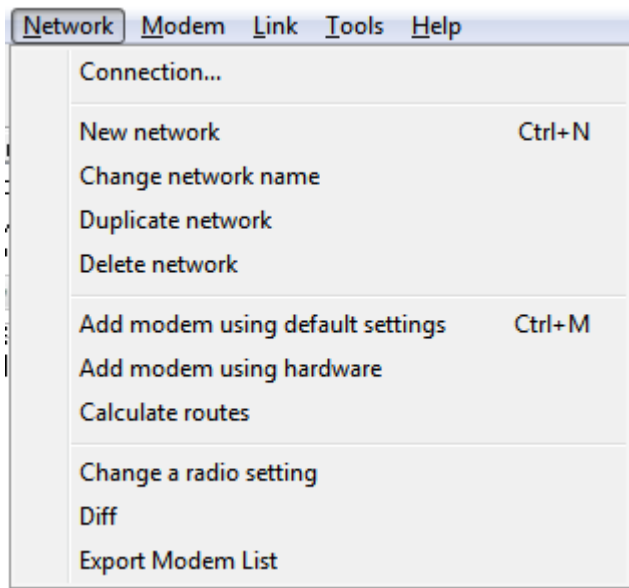 Network Modem Link Tools Help
Connection...
New network Ctrl+N
Change network name
Duplicate network
Delete network
Add modem using default settings Ctrl+M
Add modem using hardware
Calculate routes
Change a radio setting
Diff
Export Modem List